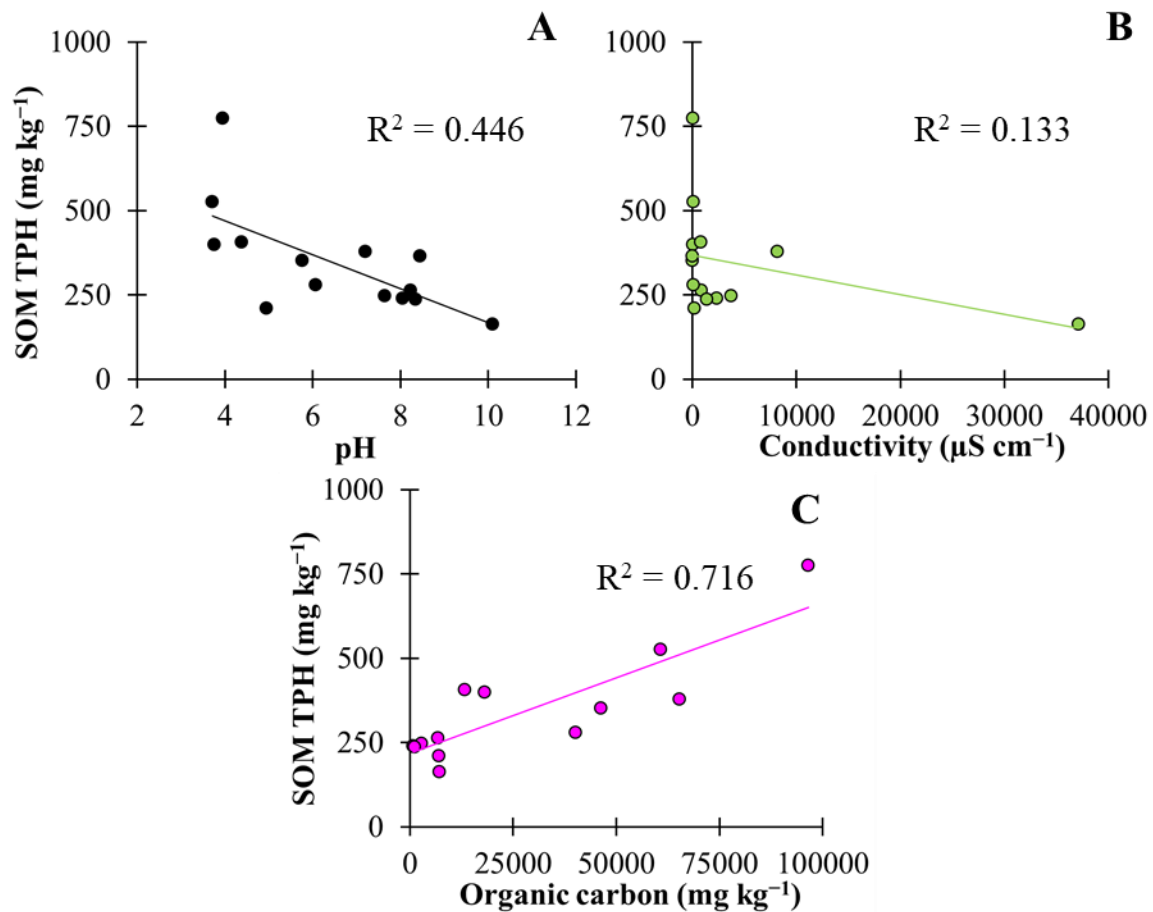 A
SOM TPH (mg kg⁻¹)
1000
750
500
250
0
R² = 0.446
2 4 6 8 10 12
pH
B
1000
750
500
250
0
R² = 0.133
0 10000 20000 30000 40000
Conductivity (µS cm⁻¹)
C
SOM TPH (mg kg⁻¹)
1000
750
500
250
0
R² = 0.716
0 25000 50000 75000 100000
Organic carbon (mg kg⁻¹)